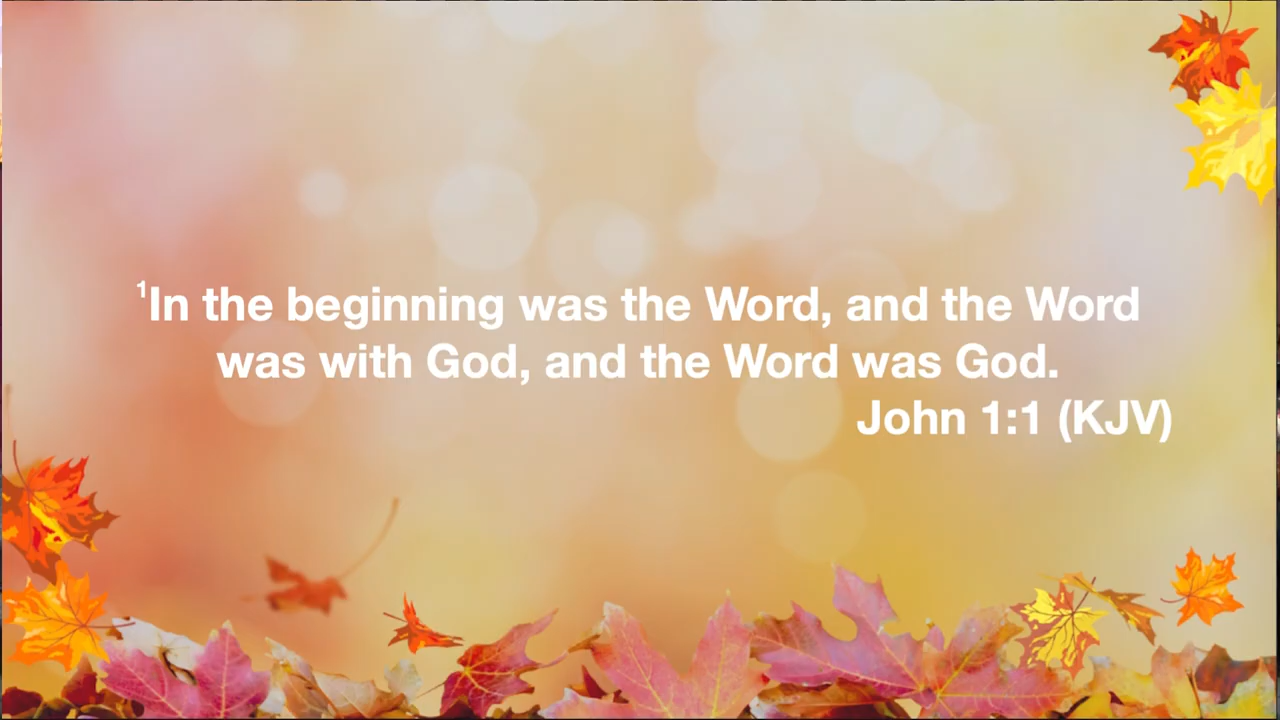 ¹In the beginning was the Word, and the Word
was with God, and the Word was God.
John 1:1 (KJV)